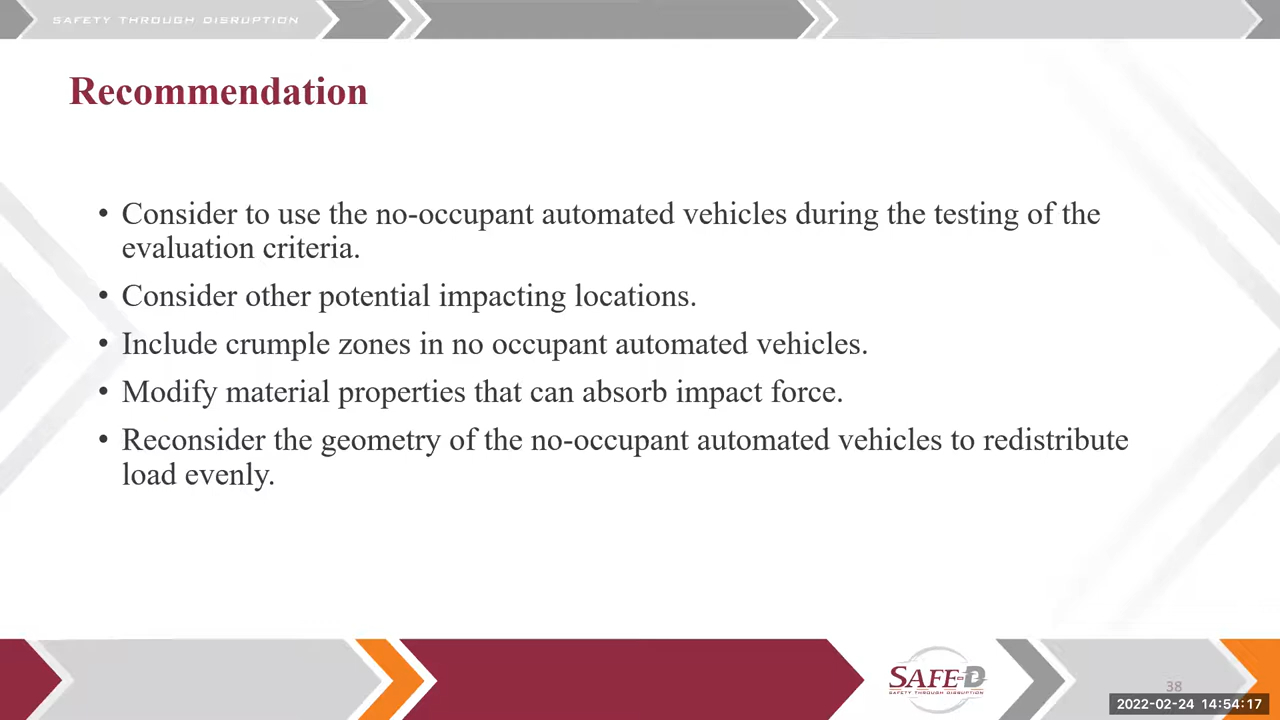 SAFETY THROUGH DISRUPTION
Recommendation
• Consider to use the no-occupant automated vehicles during the testing of the
evaluation criteria.
• Consider other potential impacting locations.
• Include crumple zones in no occupant automated vehicles.
• Modify material properties that can absorb impact force.
• Reconsider the geometry of the no-occupant automated vehicles to redistribute
load evenly.
SAFE-D
SAFETY THROUGH DISRUPTION
38
2022-02-24 14:54:17